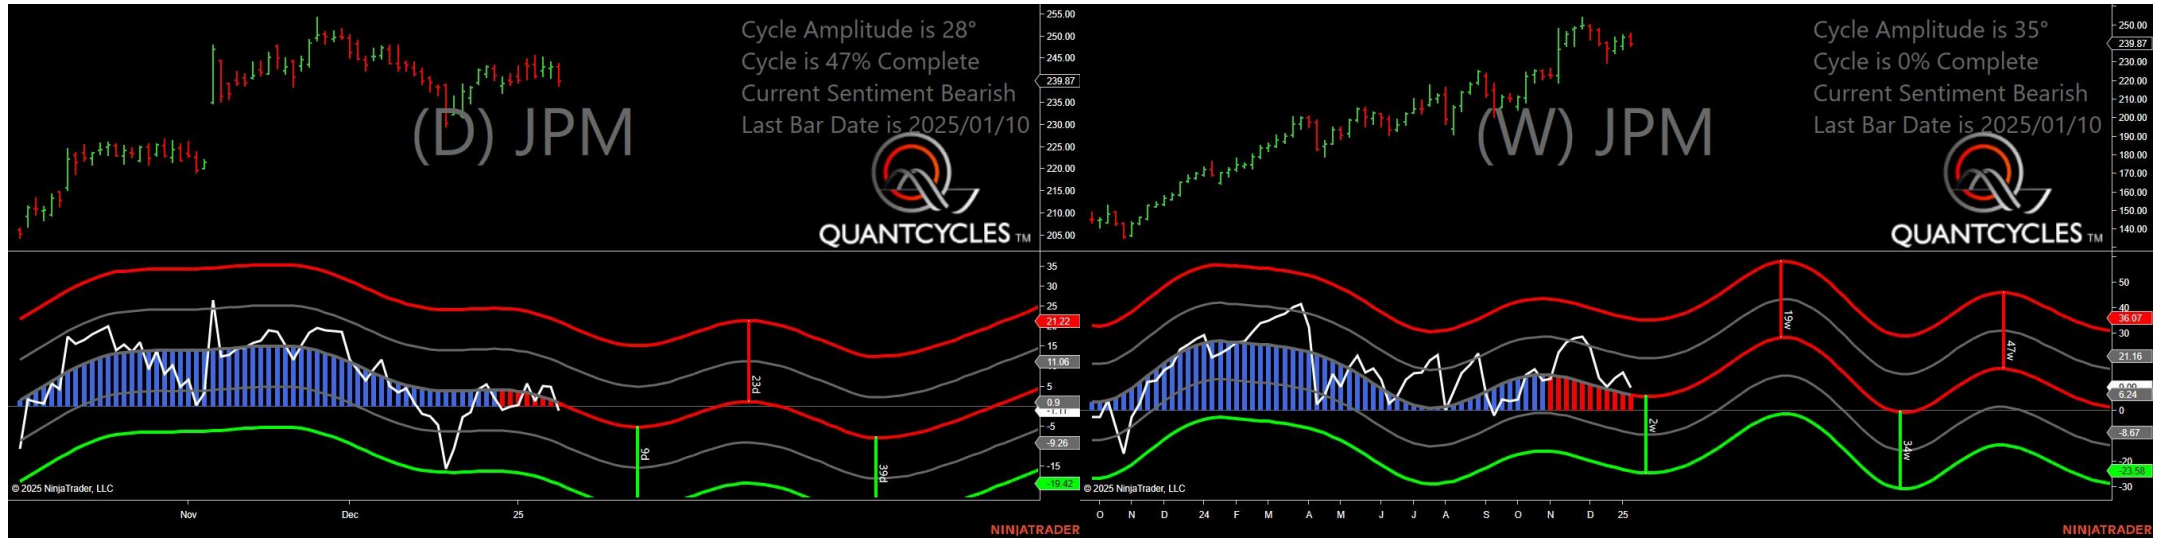 Cycle Amplitude is 28°
Cycle is 47% Complete
Current Sentiment Bearish
Last Bar Date is 2025/01/10
(D) JPM
QUANTCYCLES TM
255.00
250.00
245.00
239.87
235.00
230.00
225.00
220.00
215.00
210.00
205.00
35
30
25
21.22
15
11.06
5
0.9
-1.11
-5
-9.26
-15
-19.42
23d
9d
39d
© 2025 NinjaTrader, LLC
Nov
Dec
25
NINJATRADER
Cycle Amplitude is 35°
Cycle is 0% Complete
Current Sentiment Bearish
Last Bar Date is 2025/01/10
(W) JPM
QUANTCYCLES TM
250.00
239.87
230.00
220.00
210.00
200.00
190.00
180.00
170.00
160.00
150.00
140.00
50
40
36.07
30
21.16
6.24
0
-8.67
-20
-23.58
-30
19w
47w
2w
34w
© 2025 NinjaTrader, LLC
O N D 24 F M A M J J A S O N D 25
NINJATRADER